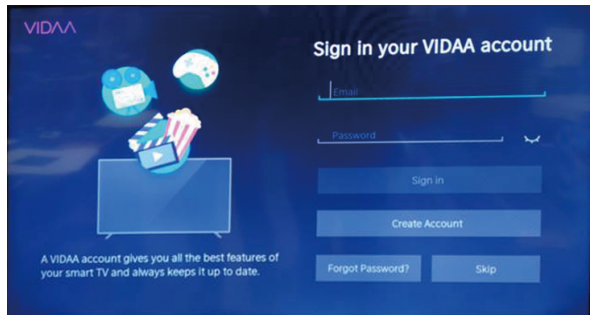 VIDAA
Sign in your VIDAA account
Email
Password
Sign in
Create Account
Forgot Password?
Skip
A VIDAA account gives you all the best features of
your smart TV and always keeps it up to date.